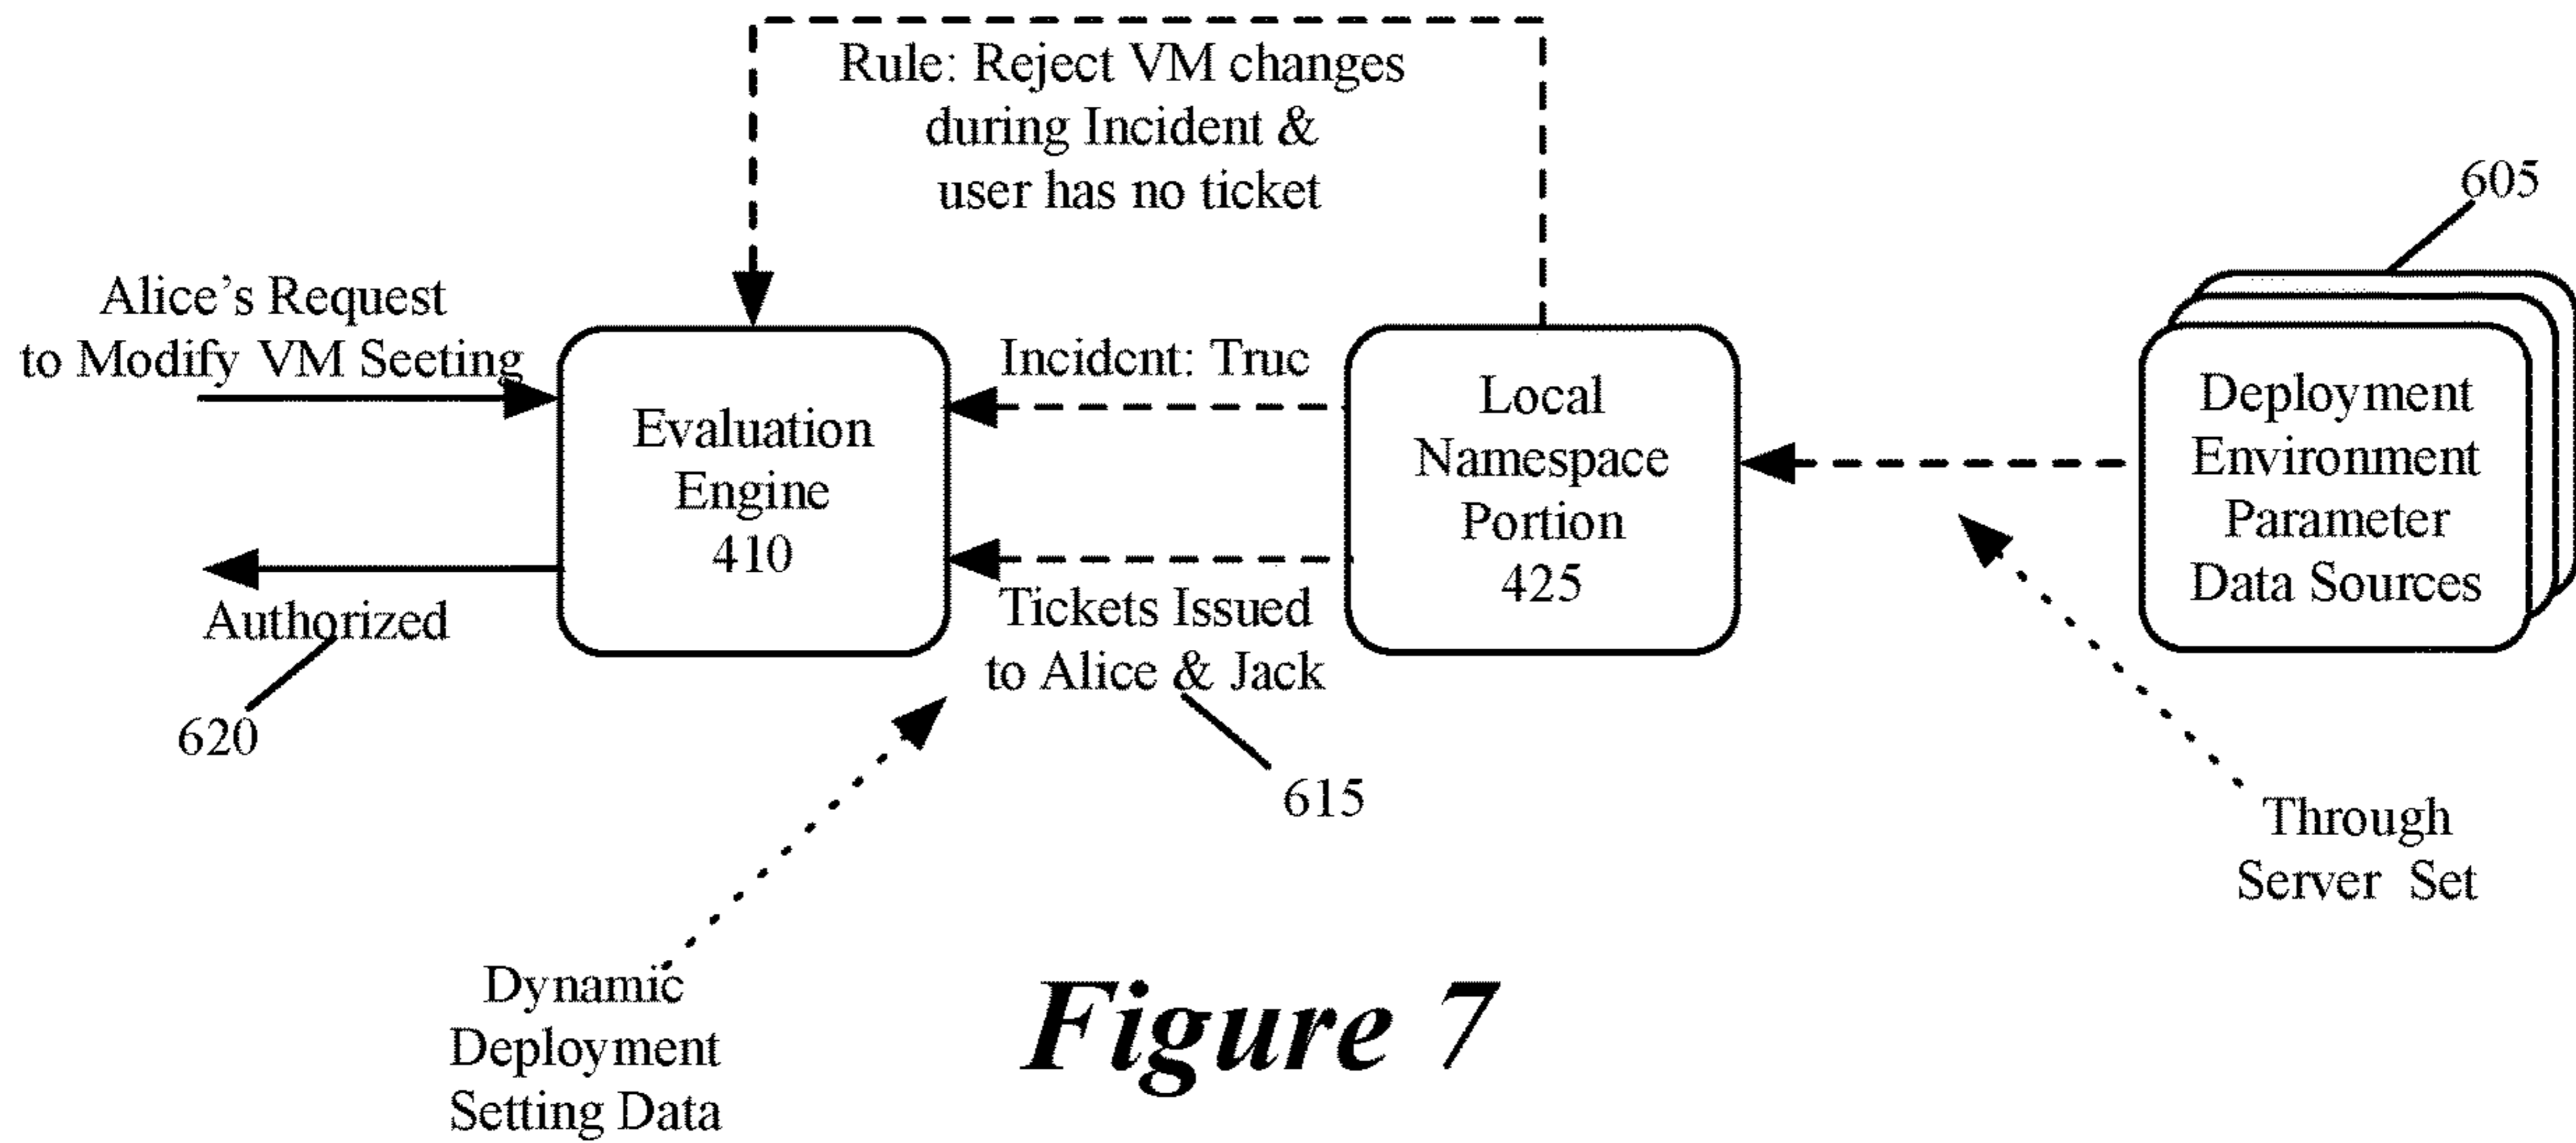 Rule: Reject VM changes
during Incident &
user has no ticket
605
Alice's Request
to Modify VM Seeting
Incident: True
Evaluation
Engine
410
Local
Namespace
Portion
425
Deployment
Environment
Parameter
Data Sources
Authorized
620
Tickets Issued
to Alice & Jack
615
Through
Server Set
Dynamic
Deployment
Setting Data
Figure 7